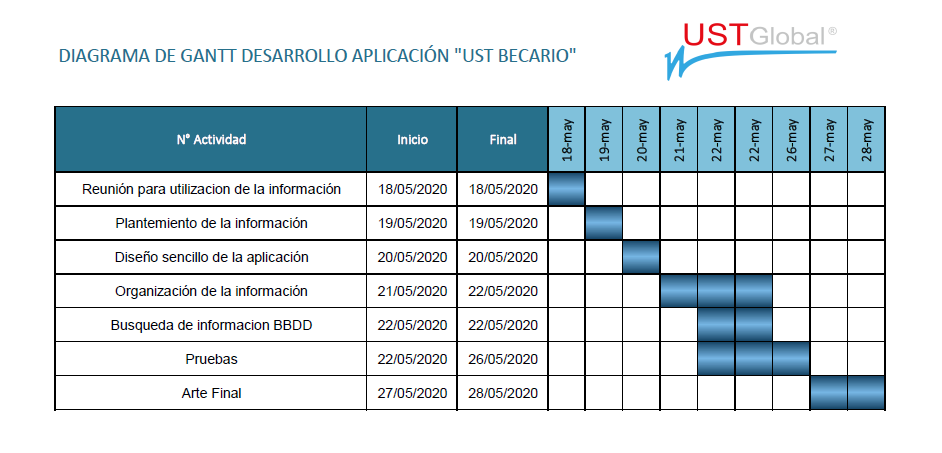 UST Global®
DIAGRAMA DE GANTT DESARROLLO APLICACIÓN "UST BECARIO"
N° Actividad Inicio Final 18-may 19-may 20-may 21-may 22-may 22-may 26-may 27-may 28-may
Reunión para utilizacion de la información 18/05/2020 18/05/2020
Plantemiento de la información 19/05/2020 19/05/2020
Diseño sencillo de la aplicación 20/05/2020 20/05/2020
Organización de la información 21/05/2020 22/05/2020
Busqueda de informacion BBDD 22/05/2020 22/05/2020
Pruebas 22/05/2020 26/05/2020
Arte Final 27/05/2020 28/05/2020